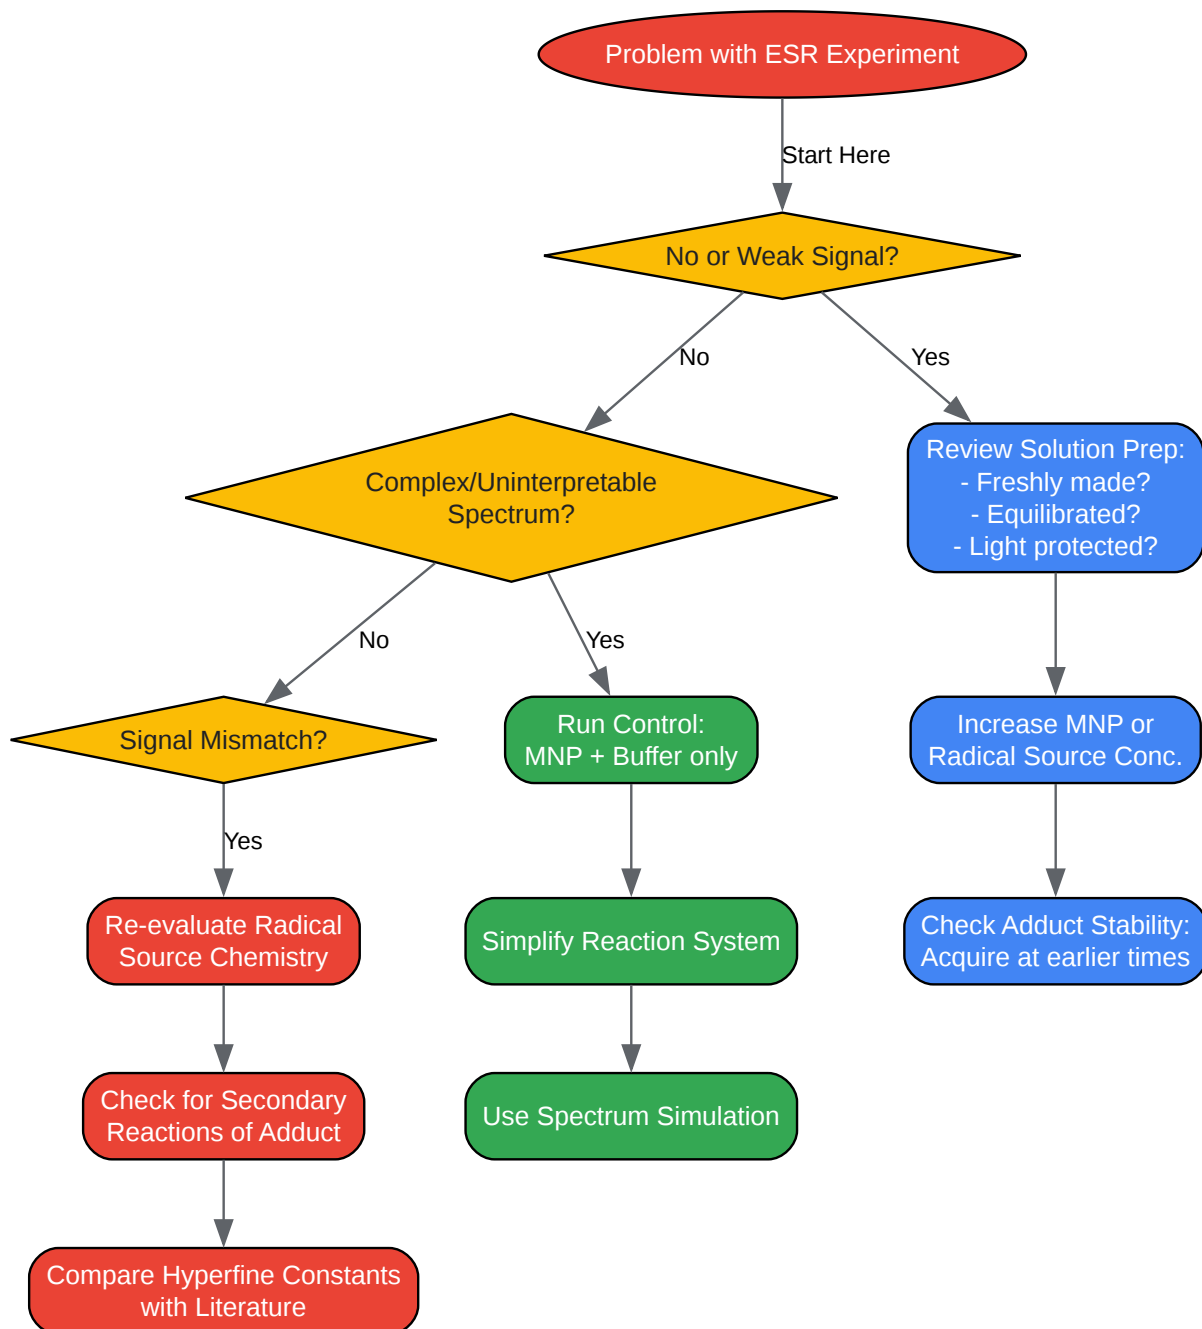 Problem with ESR Experiment
Start Here
No or Weak Signal?
No
Yes
Complex/Uninterpretable
Spectrum?
Review Solution Prep:
- Freshly made?
- Equilibrated?
- Light protected?
No
Yes
Signal Mismatch?
Run Control:
MNP + Buffer only
Increase MNP or
Radical Source Conc.
Yes
Re-evaluate Radical
Source Chemistry
Simplify Reaction System
Check Adduct Stability:
Acquire at earlier times
Check for Secondary
Reactions of Adduct
Use Spectrum Simulation
Compare Hyperfine Constants
with Literature